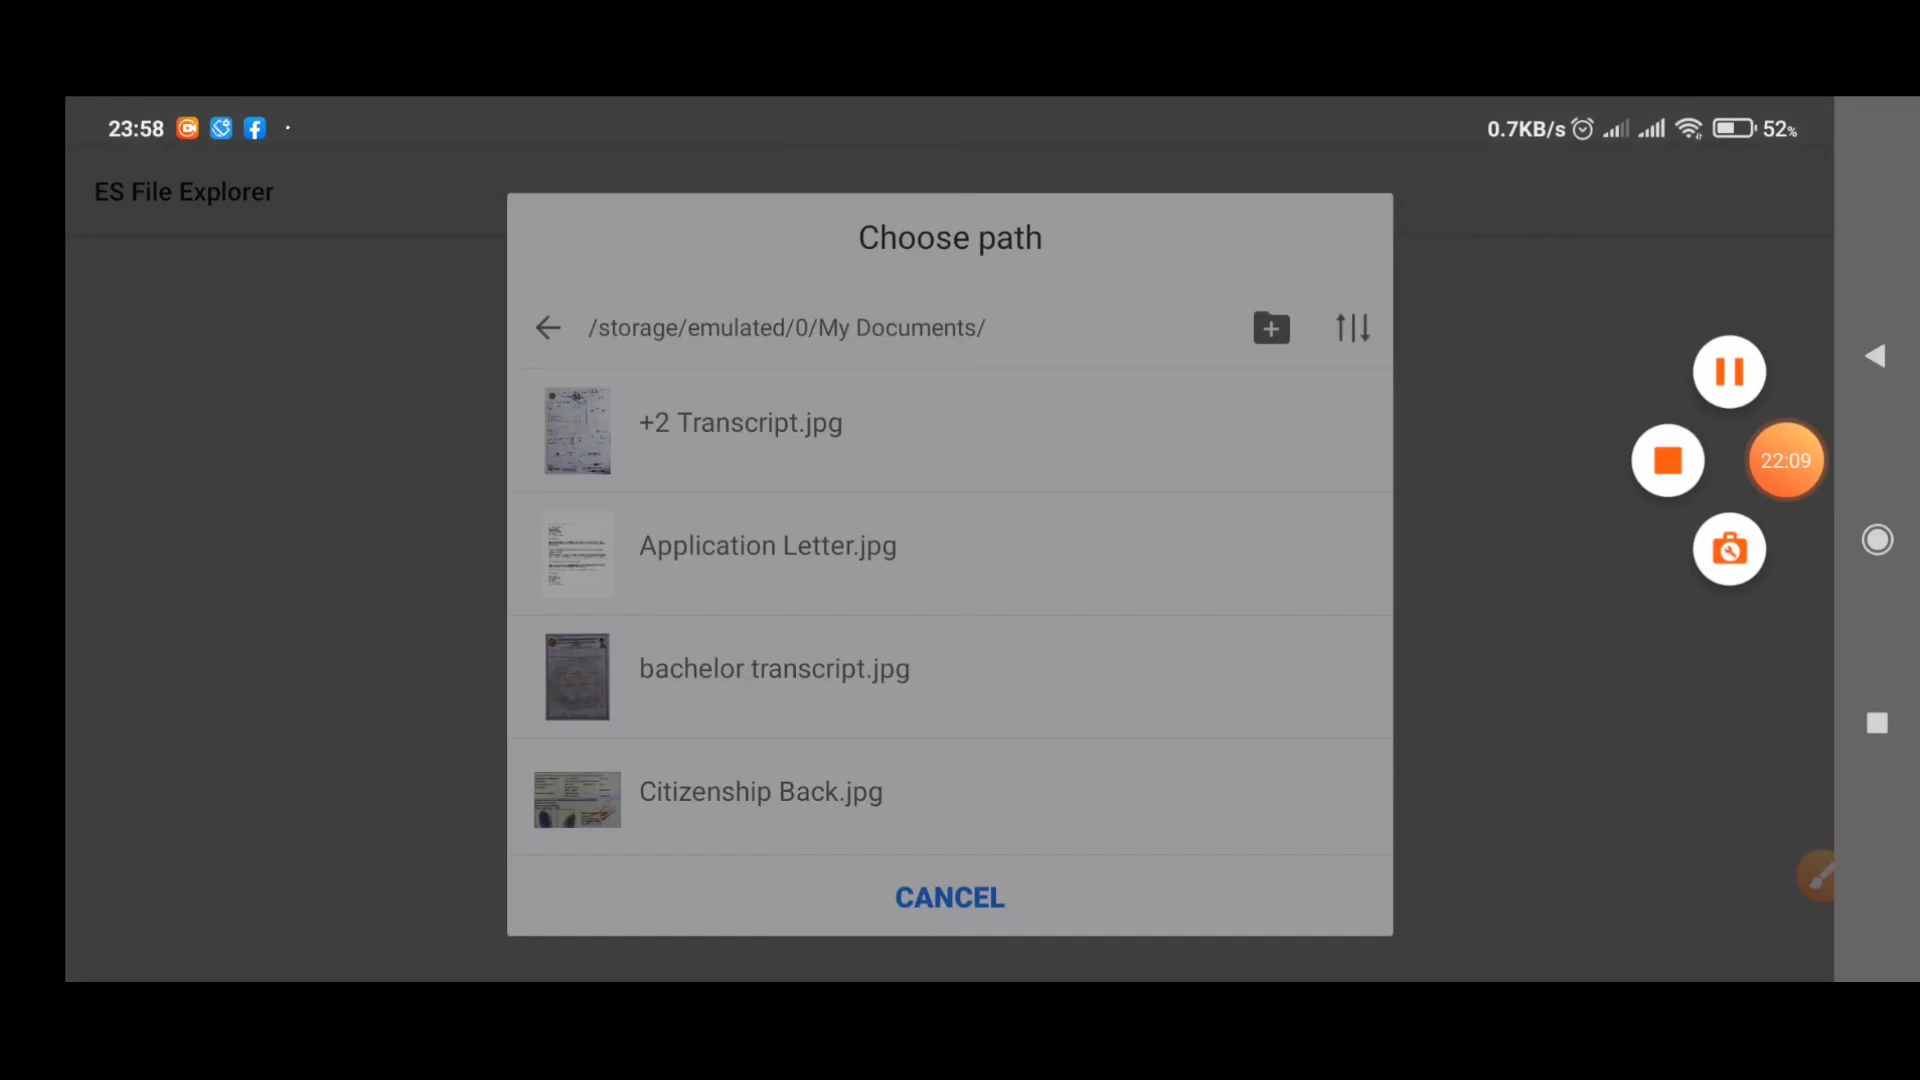 23:58
0.7KB/s
52%
ES File Explorer
Choose path
/storage/emulated/0/My Documents/
+2 Transcript.jpg
Application Letter.jpg
bachelor transcript.jpg
Citizenship Back.jpg
CANCEL
22:09